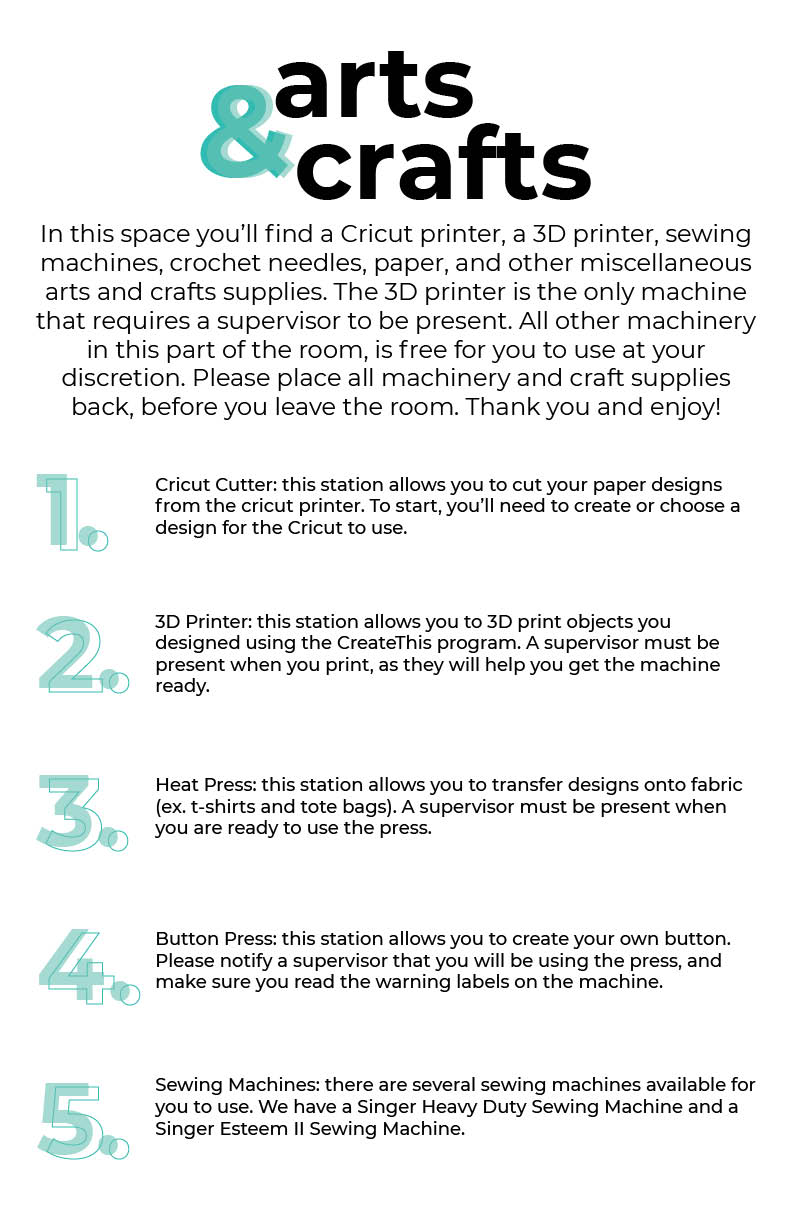 arts
& crafts
In this space you’ll find a Cricut printer, a 3D printer, sewing
machines, crochet needles, paper, and other miscellaneous
arts and crafts supplies. The 3D printer is the only machine
that requires a supervisor to be present. All other machinery
in this part of the room, is free for you to use at your
discretion. Please place all machinery and craft supplies
back, before you leave the room. Thank you and enjoy!
1.
Cricut Cutter: this station allows you to cut your paper designs
from the cricut printer. To start, you’ll need to create or choose a
design for the Cricut to use.
2.
3D Printer: this station allows you to 3D print objects you
designed using the CreateThis program. A supervisor must be
present when you print, as they will help you get the machine
ready.
3.
Heat Press: this station allows you to transfer designs onto fabric
(ex. t-shirts and tote bags). A supervisor must be present when
you are ready to use the press.
4.
Button Press: this station allows you to create your own button.
Please notify a supervisor that you will be using the press, and
make sure you read the warning labels on the machine.
5.
Sewing Machines: there are several sewing machines available for
you to use. We have a Singer Heavy Duty Sewing Machine and a
Singer Esteem II Sewing Machine.